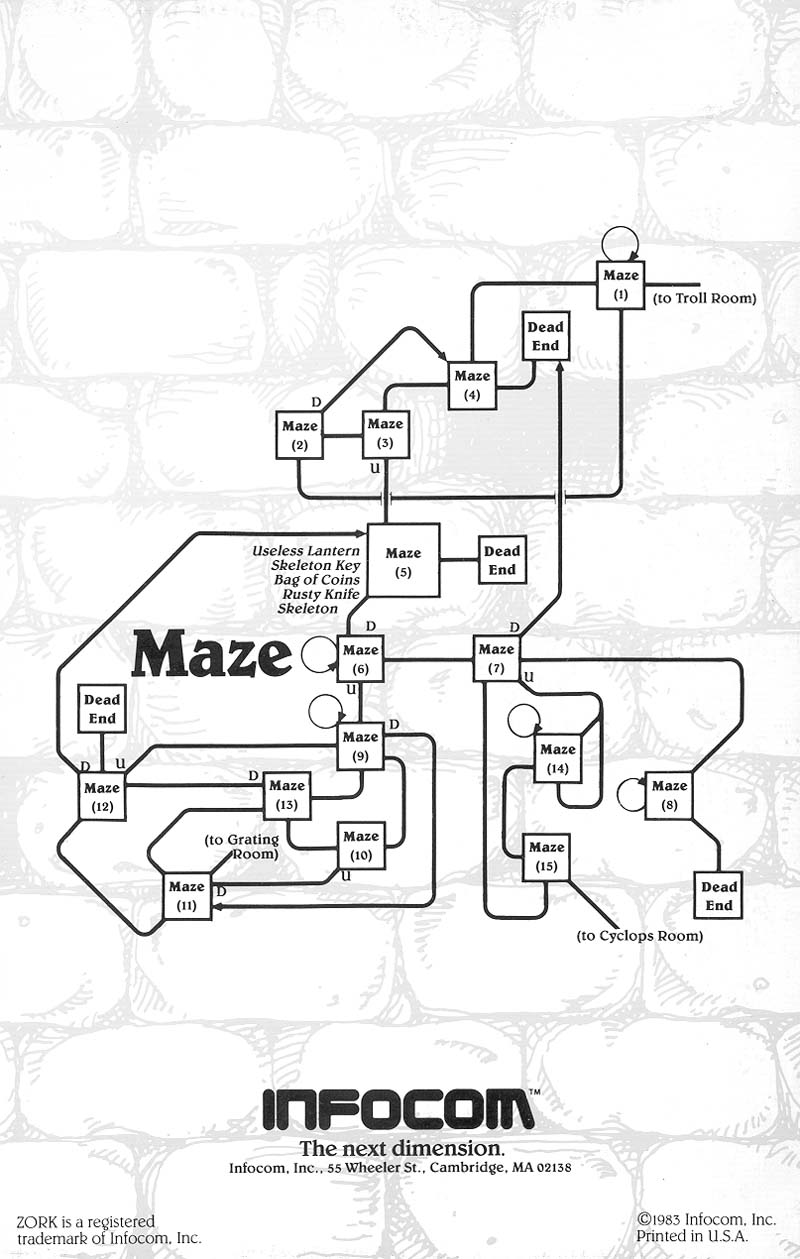 Maze
(1)
(to Troll Room)
Dead
End
Maze
(4)
D
Maze
(2)
Maze
(3)
U
Useless Lantern
Skeleton Key
Bag of Coins
Rusty Knife
Skeleton
Maze
(5)
Dead
End
D
D
Maze
Maze
(6)
Maze
(7)
U
U
Dead
End
D
Maze
(9)
Maze
(14)
D
U
D
Maze
(12)
Maze
(13)
Maze
(8)
(to Grating
Room)
Maze
(10)
U
Maze
(15)
Maze
(11)
D
Dead
End
(to Cyclops Room)
INFOCOM™
The next dimension.
Infocom, Inc., 55 Wheeler St., Cambridge, MA 02138
ZORK is a registered
trademark of Infocom, Inc.
©1983 Infocom, Inc.
Printed in U.S.A.